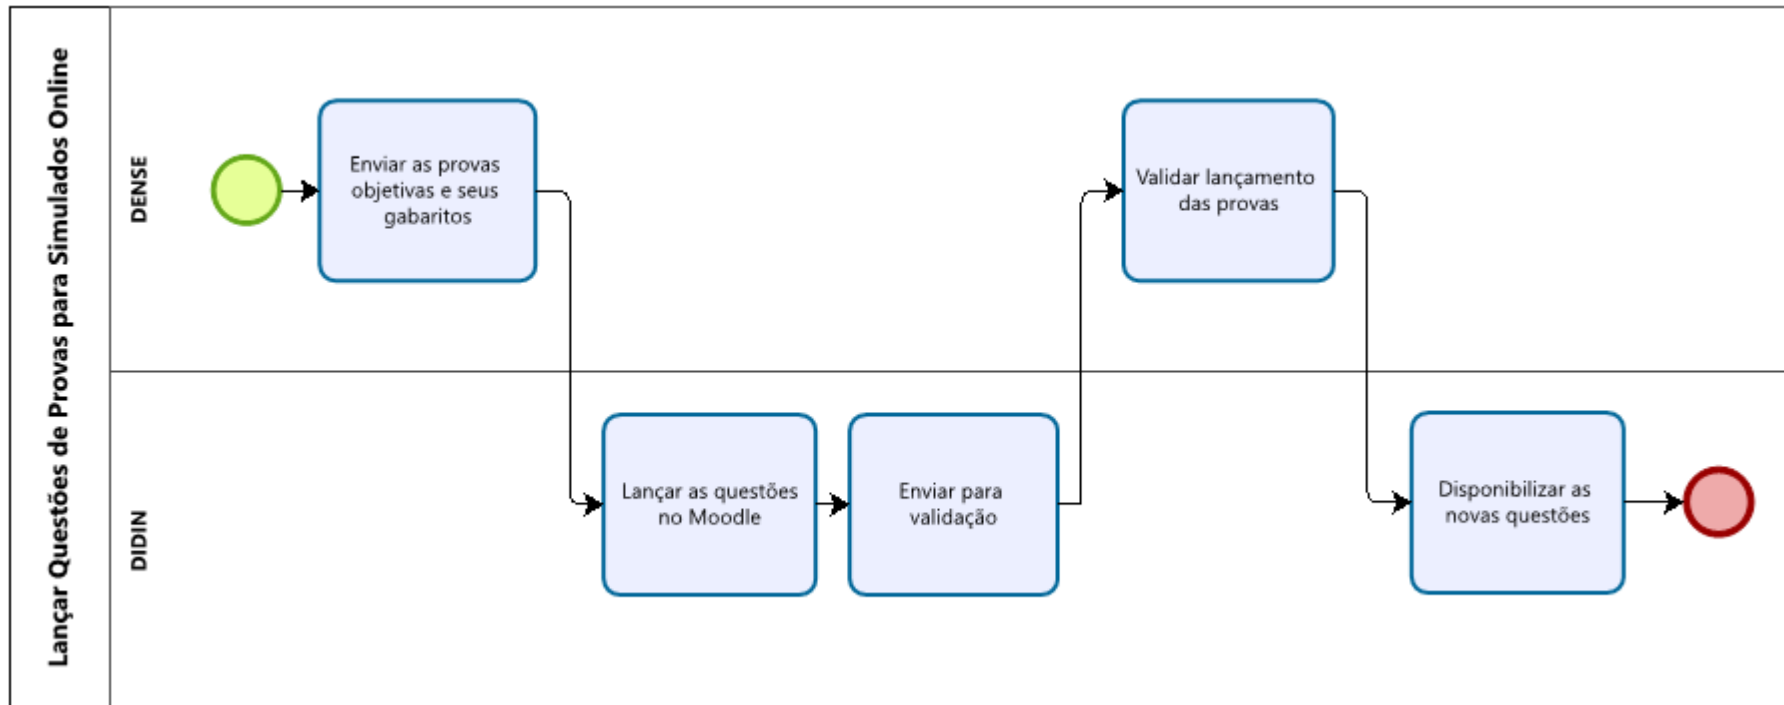 Lançar Questões de Provas para Simulados Online
DENSE
Enviar as provas
objetivas e seus
gabaritos
Validar lançamento
das provas
DIDIN
Lançar as questões
no Moodle
Enviar para
validação
Disponibilizar as
novas questões